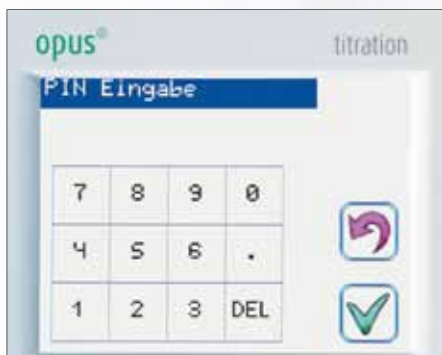 opus® titration
PIN Eingabe
7 8 9 0
4 5 6 .
1 2 3 DEL